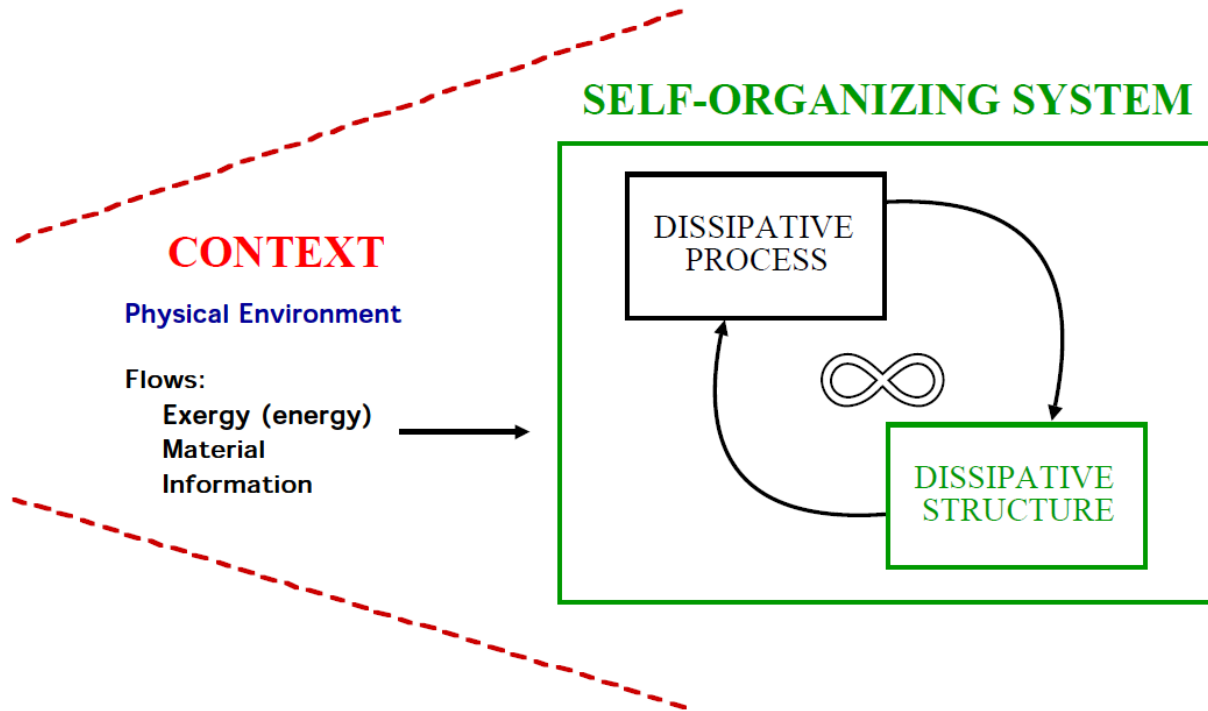 SELF-ORGANIZING SYSTEM
CONTEXT
Physical Environment
Flows:
Exergy (energy)
Material
Information
DISSIPATIVE
PROCESS
DISSIPATIVE
STRUCTURE